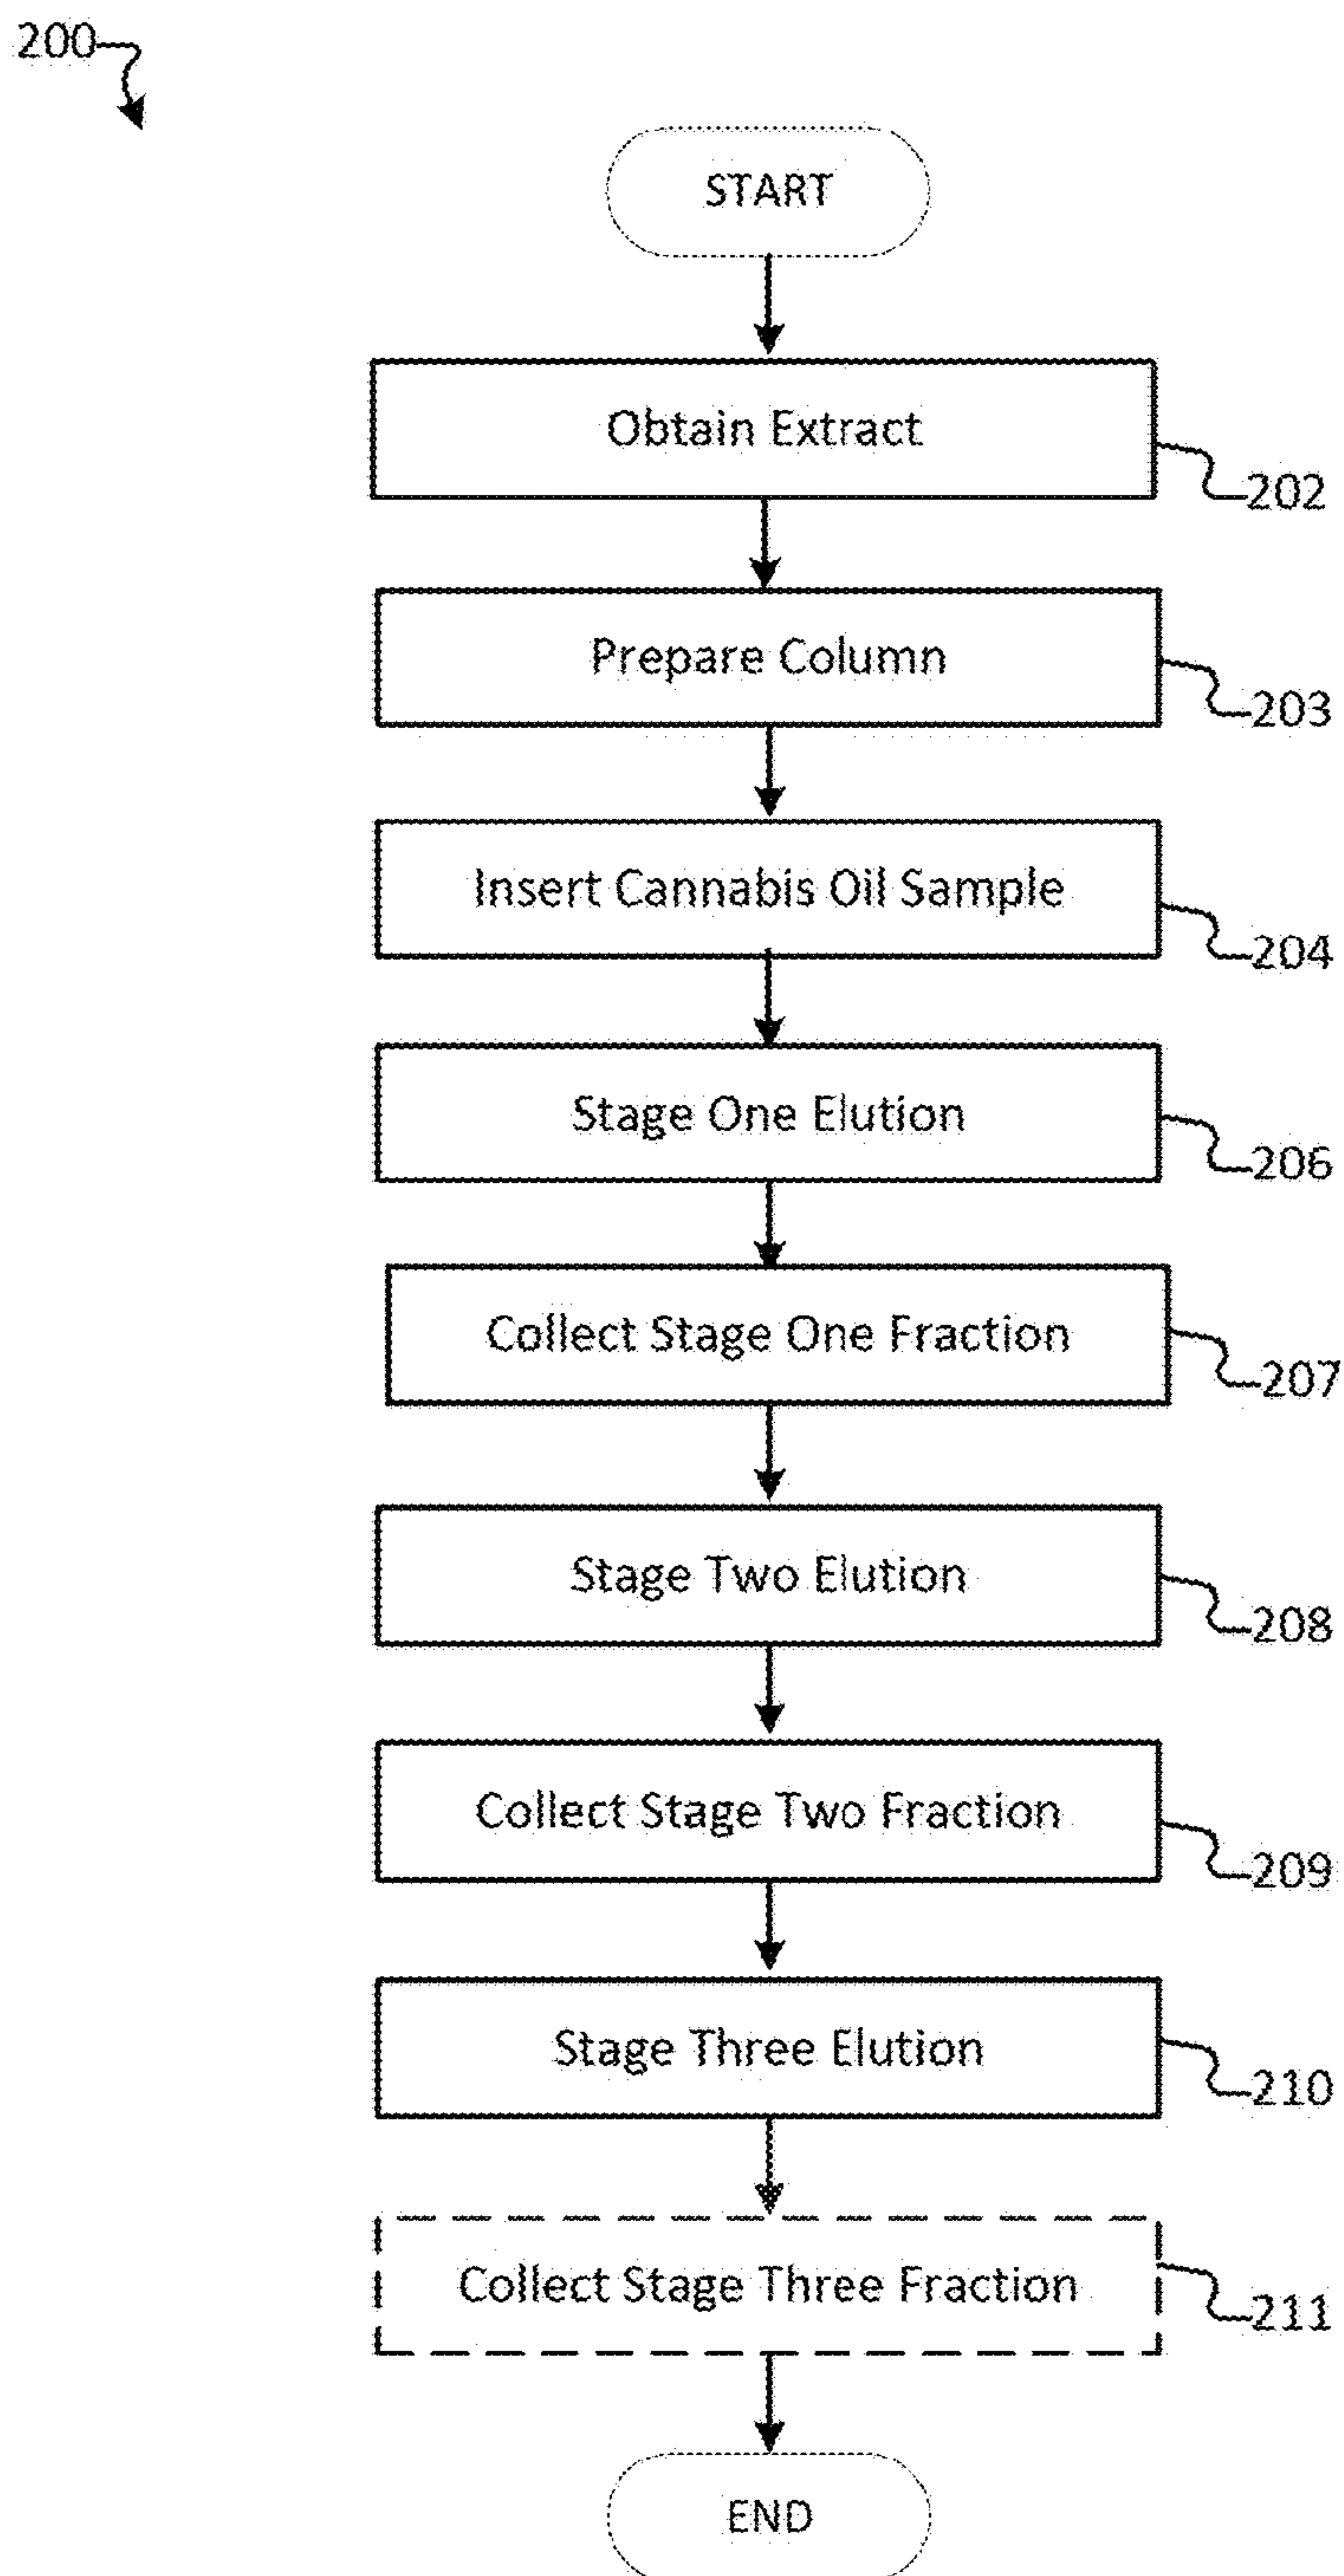 200
START
Obtain Extract
202
Prepare Column
203
Insert Cannabis Oil Sample
204
Stage One Elution
206
Collect Stage One Fraction
207
Stage Two Elution
208
Collect Stage Two Fraction
209
Stage Three Elution
210
Collect Stage Three Fraction
211
END